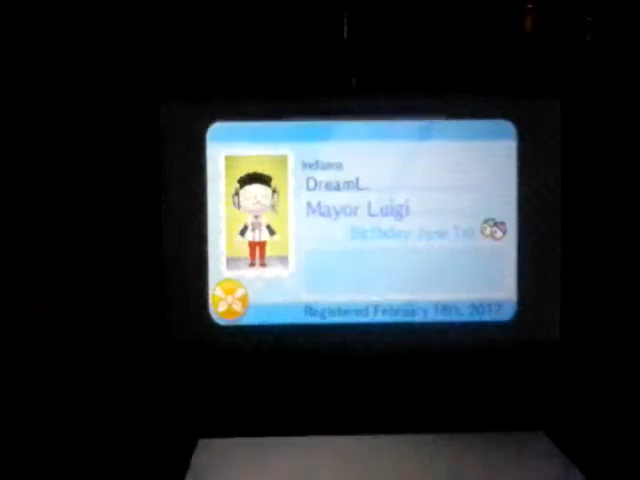 Indiana
DreamL.
Mayor Luigi
Birthday June 1st
Registered February 18th, 2017